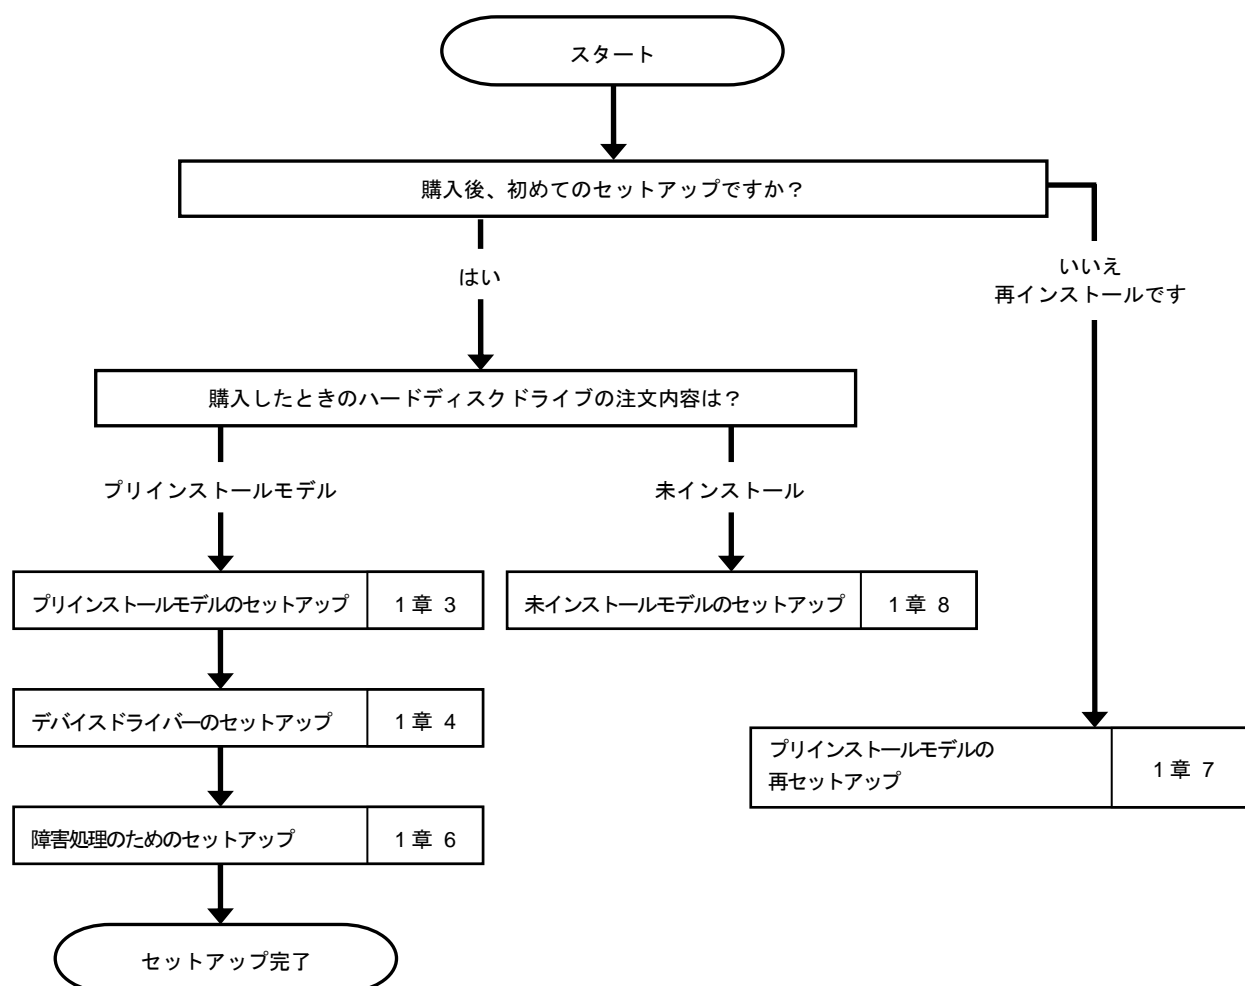 スタート
購入後、初めてのセットアップですか？
はい
いいえ
再インストールです
購入したときのハードディスクドライブの注文内容は？
プリインストールモデル
未インストール
プリインストールモデルのセットアップ
1 章 3
未インストールモデルのセットアップ
1 章 8
デバイスドライバーのセットアップ
1 章 4
プリインストールモデルの
再セットアップ
1 章 7
障害処理のためのセットアップ
1 章 6
セットアップ完了